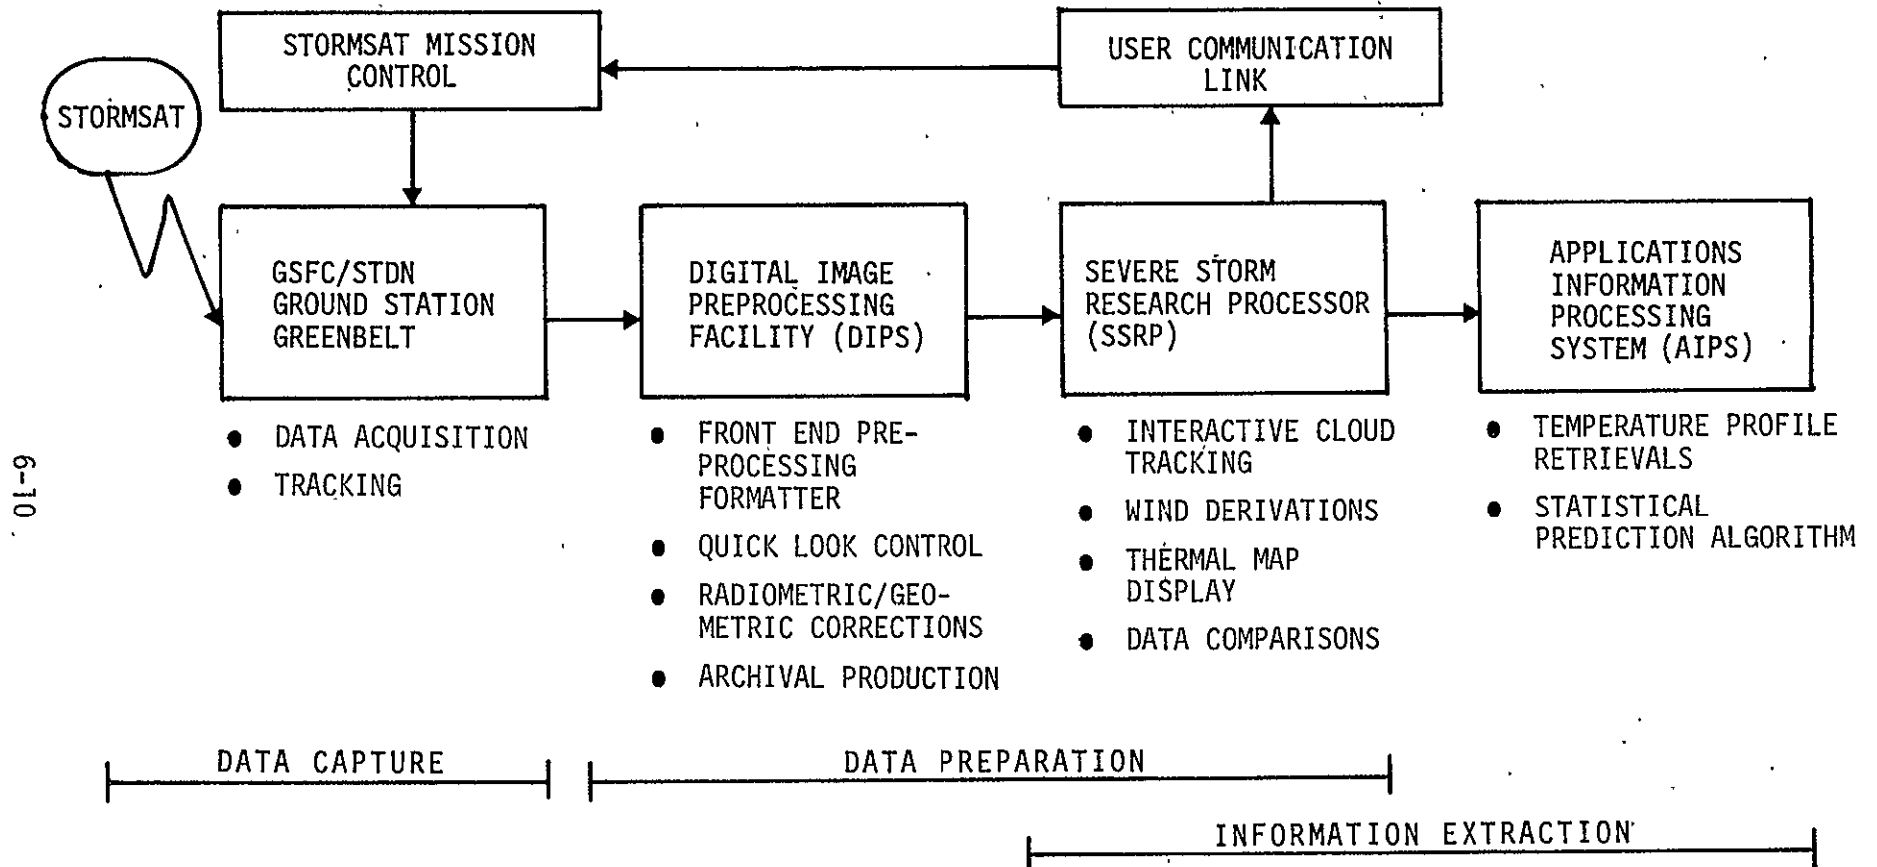 STORMSAT MISSION
CONTROL
USER COMMUNICATION
LINK
STORMSAT
GSFC/STDN
GROUND STATION
GREENBELT
DIGITAL IMAGE
PREPROCESSING
FACILITY (DIPS)
SEVERE STORM
RESEARCH PROCESSOR
(SSRP)
APPLICATIONS
INFORMATION
PROCESSING
SYSTEM (AIPS)
● DATA ACQUISITION
● TRACKING
● FRONT END PRE-
PROCESSING
FORMATTER
● QUICK LOOK CONTROL
● RADIOMETRIC/GEO-
METRIC CORRECTIONS
● ARCHIVAL PRODUCTION
● INTERACTIVE CLOUD
TRACKING
● WIND DERIVATIONS
● THERMAL MAP
DISPLAY
● DATA COMPARISONS
● TEMPERATURE PROFILE
RETRIEVALS
● STATISTICAL
PREDICTION ALGORITHM
6-10
DATA CAPTURE
DATA PREPARATION
INFORMATION EXTRACTION